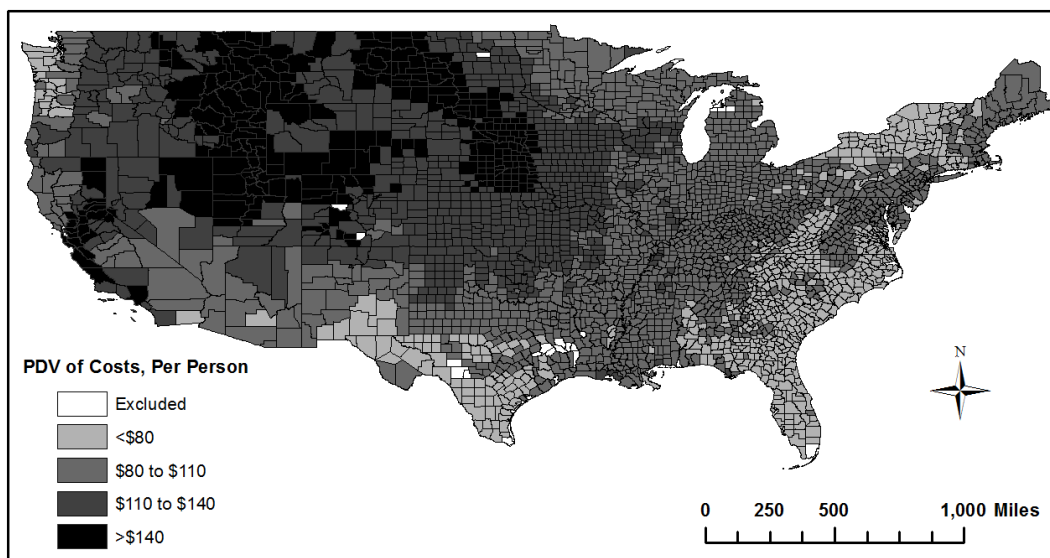 N
PDV of Costs, Per Person
Excluded
<$80
$80 to $110
$110 to $140
>$140
0 250 500 1,000 Miles